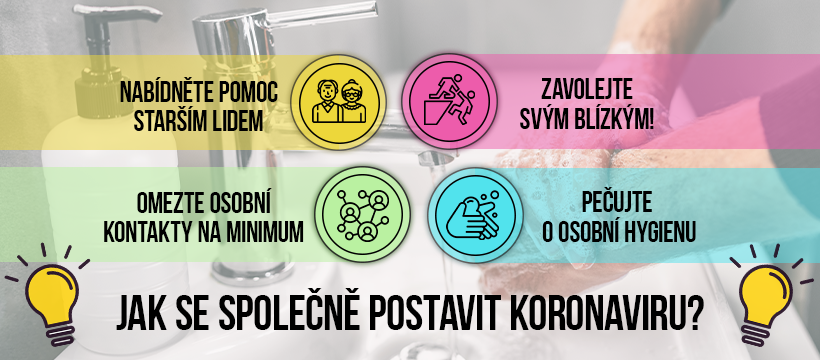 NABÍDNĚTE POMOC
STARŠÍM LIDEM
ZAVOLEJTE
SVÝM BLÍZKÝM!
OMEZTE OSOBNÍ
KONTAKTY NA MINIMUM
PEČUJTE
O OSOBNÍ HYGIENU
JAK SE SPOLEČNĚ POSTAVIT KORONAVIRU?